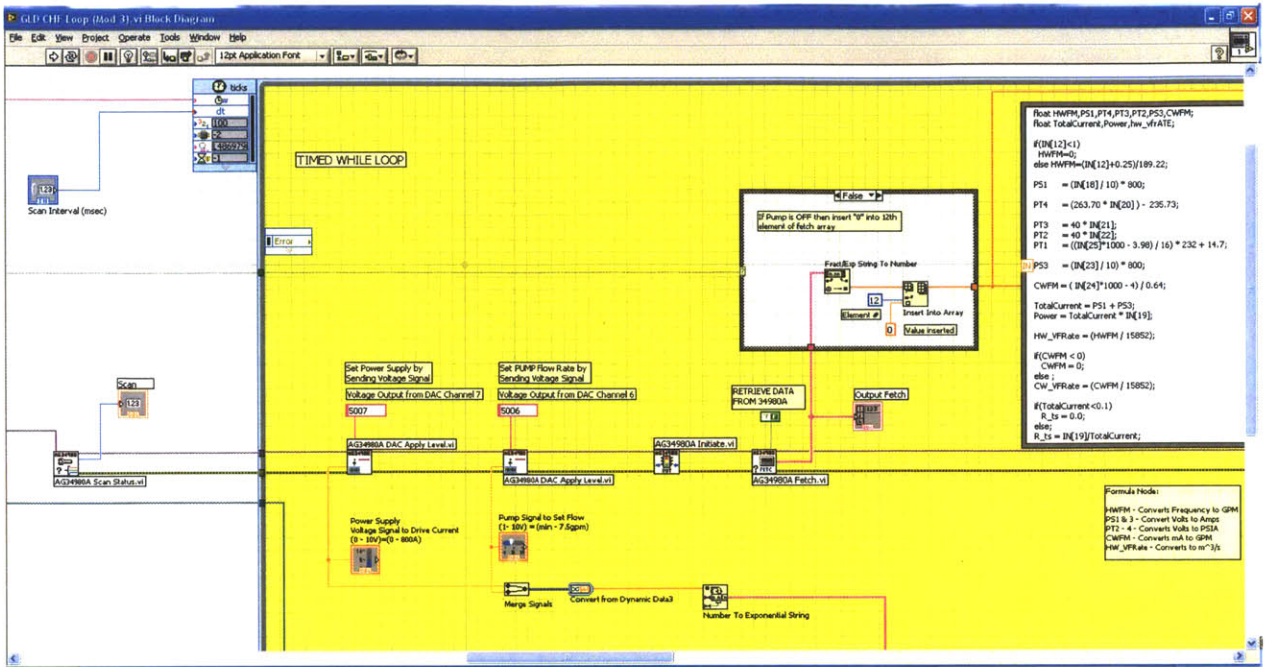 GLD CHF Loop (Mod 3).vi Block Diagram
File Edit View Project Operate Tools Window Help
12pt Application Font
ticks
dt
100
-2
-1
TIMED WHILE LOOP
Error
1.23
Scan Interval (msec)
False
If Pump is OFF then insert "0" into 12th
element of fetch array
Fract/Exp String To Number
12
Element #
Insert Into Array
0
Value inserted
IN
float HWFM,PS1,PT4,PT3,PT2,PS3,CWFM;
float TotalCurrent,Power,hw_vfrATE;
if(IN[12]<1)
HWFM=0;
else HWFM=(IN[12]+0.25)/189.22;
PS1 = (IN[18] / 10) * 800;
PT4 = (263.70 * IN[20] ) - 235.73;
PT3 = 40 * IN[21];
PT2 = 40 * IN[22];
PT1 = ((IN[25]*1000 - 3.98) / 16) * 232 + 14.7;
PS3 = (IN[23] / 10) * 800;
CWFM = ( IN[24]*1000 - 4) / 0.64;
TotalCurrent = PS1 + PS3;
Power = TotalCurrent * IN[19];
HW_VFRate = (HWFM / 15852);
if(CWFM < 0)
CWFM = 0;
else ;
CW_VFRate = (CWFM / 15852);
if(TotalCurrent<0.1)
R_ts = 0.0;
else;
R_ts = IN[19]/TotalCurrent;
Scan
1.23
AG34980A Scan Status.vi
Set Power Supply by
Sending Voltage Signal
Voltage Output from DAC Channel 7
5007
AG34980A DAC Apply Level.vi
Set PUMP Flow Rate by
Sending Voltage Signal
Voltage Output from DAC Channel 6
5006
AG34980A DAC Apply Level.vi
AG34980A Initiate.vi
RETRIEVE DATA
FROM 34980A
AG34980A Fetch.vi
Output Fetch
Power Supply
Voltage Signal to Drive Current
(0 - 10V)=(0 - 800A)
Pump Signal to Set Flow
(1- 10V) = (min - 7.5gpm)
Merge Signals
Convert from Dynamic Data3
Number To Exponential String
Formula Node:
HWFM - Converts Frequency to GPM
PS1 & 3 - Convert Volts to Amps
PT2 - 4 - Converts Volts to PSIA
CWFM - Converts mA to GPM
HW_VFRate - Converts to m^3/s